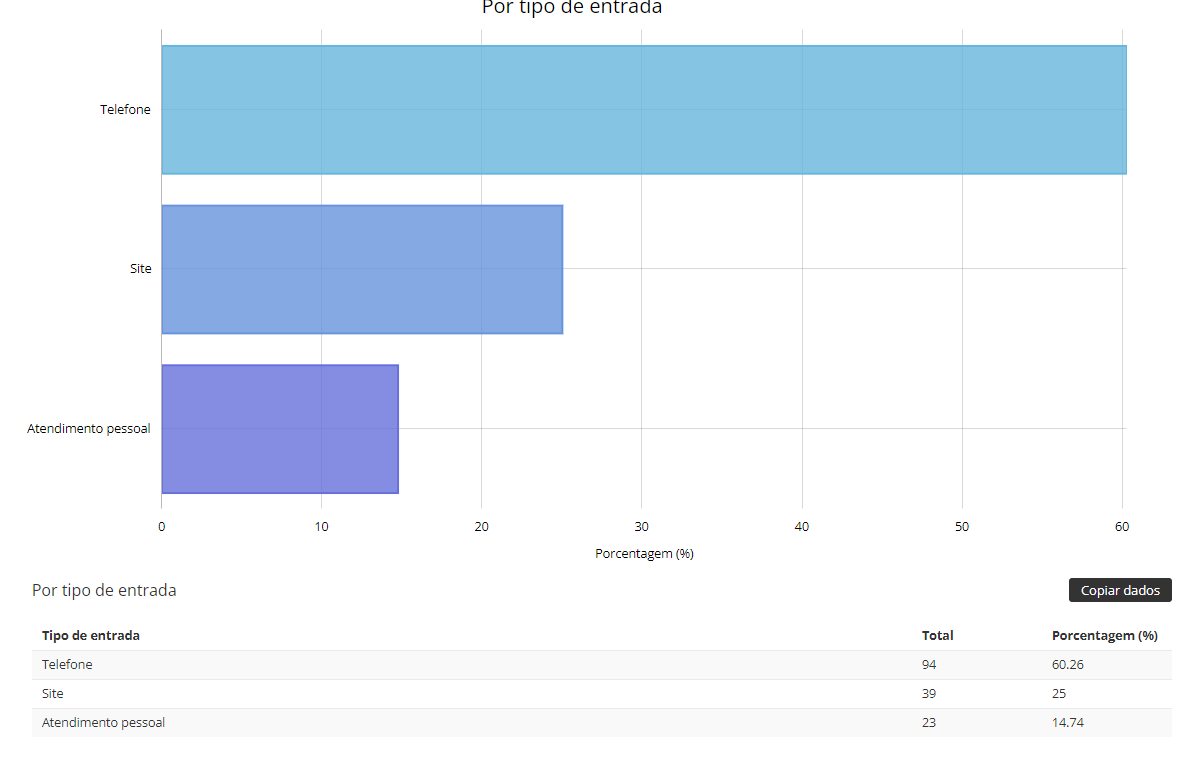 Por tipo de entrada
Telefone
Site
Atendimento pessoal
0 10 20 30 40 50 60
Porcentagem (%)
Por tipo de entrada
Copiar dados
Tipo de entrada Total Porcentagem (%)
Telefone 94 60.26
Site 39 25
Atendimento pessoal 23 14.74